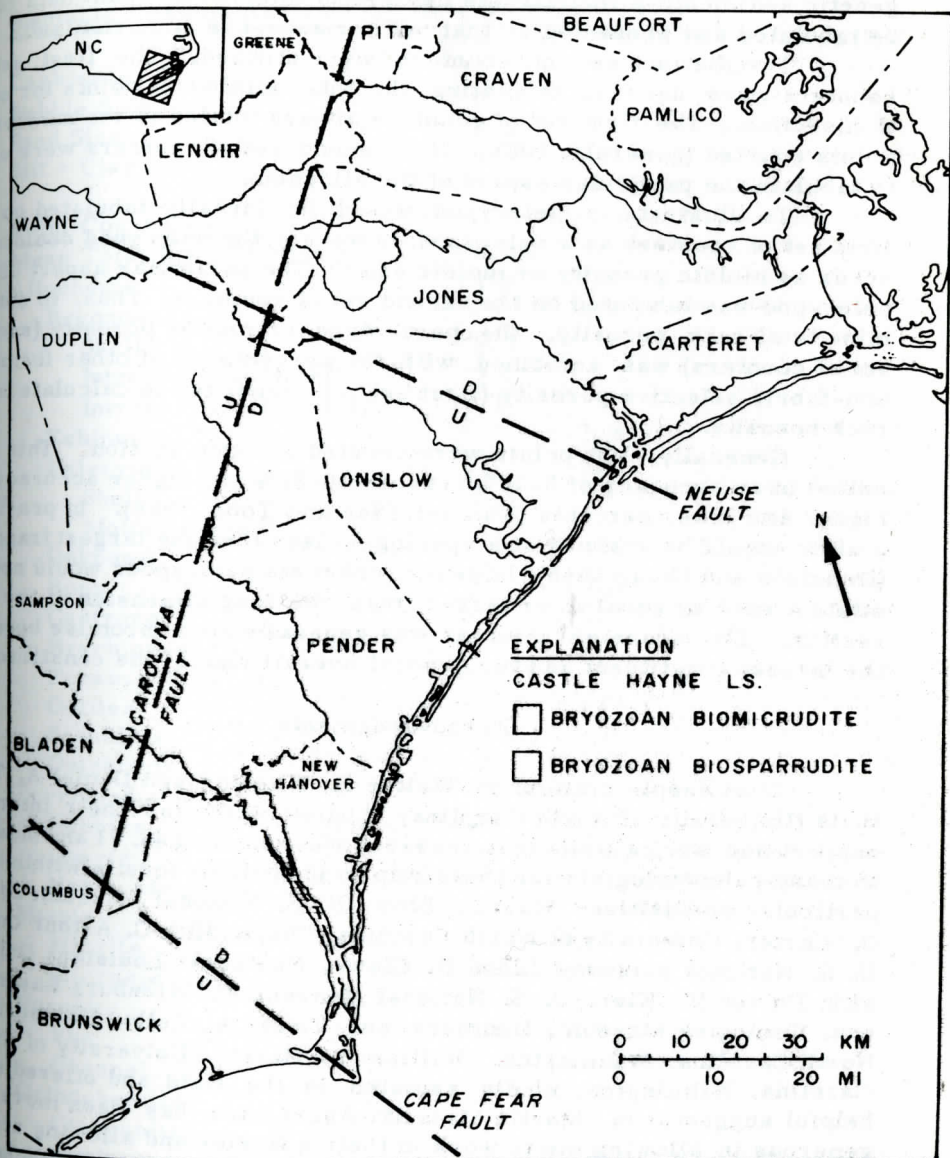 NC
GREENE
PITT
BEAUFORT
CRAVEN
PAMLICO
LENOIR
WAYNE
JONES
DUPLIN
CARTERET
U
D
D
U
ONSLOW
NEUSE
FAULT
N
SAMPSON
CAROLINA
FAULT
PENDER
EXPLANATION
CASTLE HAYNE LS.
BRYOZOAN BIOMICRUDITE
BRYOZOAN BIOSPARRUDITE
BLADEN
NEW
HANOVER
COLUMBUS
D
U
BRUNSWICK
0 10 20 30 KM
0 10 20 MI
CAPE FEAR
FAULT